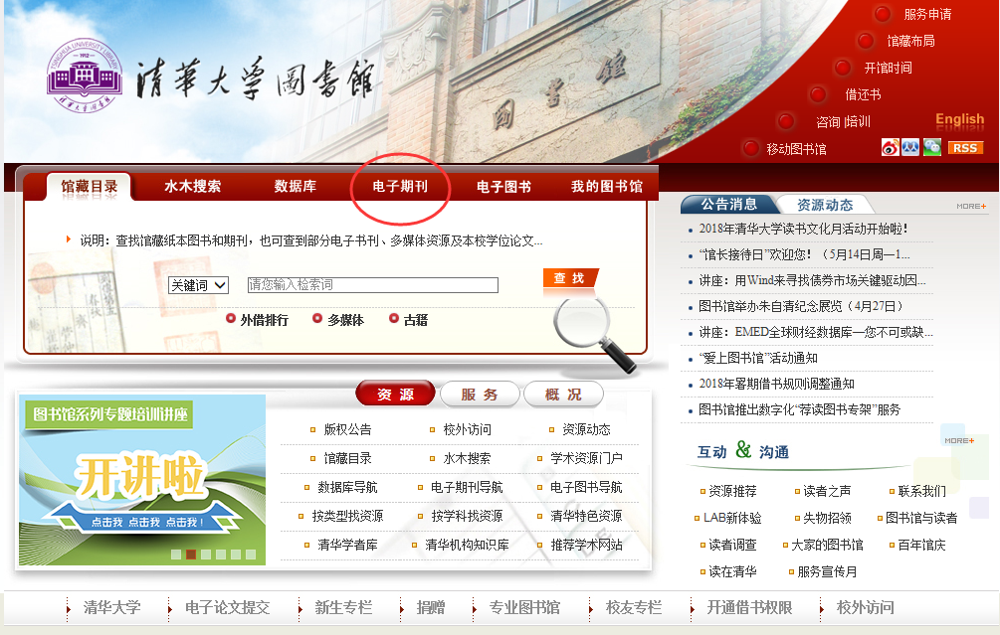 TSINGHUA UNIVERSITY LIBRARY
1912
清华大学图书馆
清華大学圖書館
圖書館
服务申请
馆藏布局
开馆时间
借还书
咨询|培训
移动图书馆
English
RSS
馆藏目录 水木搜索 数据库 电子期刊 电子图书 我的图书馆
说明：查找馆藏纸本图书和期刊，也可查到部分电子书刊、多媒体资源及本校学位论文...
关键词 请您输入检索词 查 找
外借排行 多媒体 古籍
公告消息 资源动态 MORE+
2018年清华大学读书文化月活动开始啦！
“馆长接待日”欢迎您！（5月14日周一1...
讲座：用Wind来寻找债券市场关键驱动因...
图书馆举办朱自清纪念展览（4月27日）
讲座：EMED全球财经数据库—您不可或缺...
“爱上图书馆”活动通知
2018年署期借书规则调整通知
图书馆推出数字化“荐读图书专架”服务
图书馆系列专题培训讲座
开讲啦
点击我 点击我 点击我！
资 源 服 务 概 况
版权公告 校外访问 资源动态
馆藏目录 水木搜索 学术资源门户
数据库导航 电子期刊导航 电子图书导航
按类型找资源 按学科找资源 清华特色资源
清华学者库 清华机构知识库 推荐学术网站
互动 & 沟通 MORE+
资源推荐 读者之声 联系我们
LAB新体验 失物招领 图书馆与读者
读者调查 大家的图书馆 百年馆庆
读在清华 服务宣传月
清华大学 电子论文提交 新生专栏 捐赠 专业图书馆 校友专栏 开通借书权限 校外访问